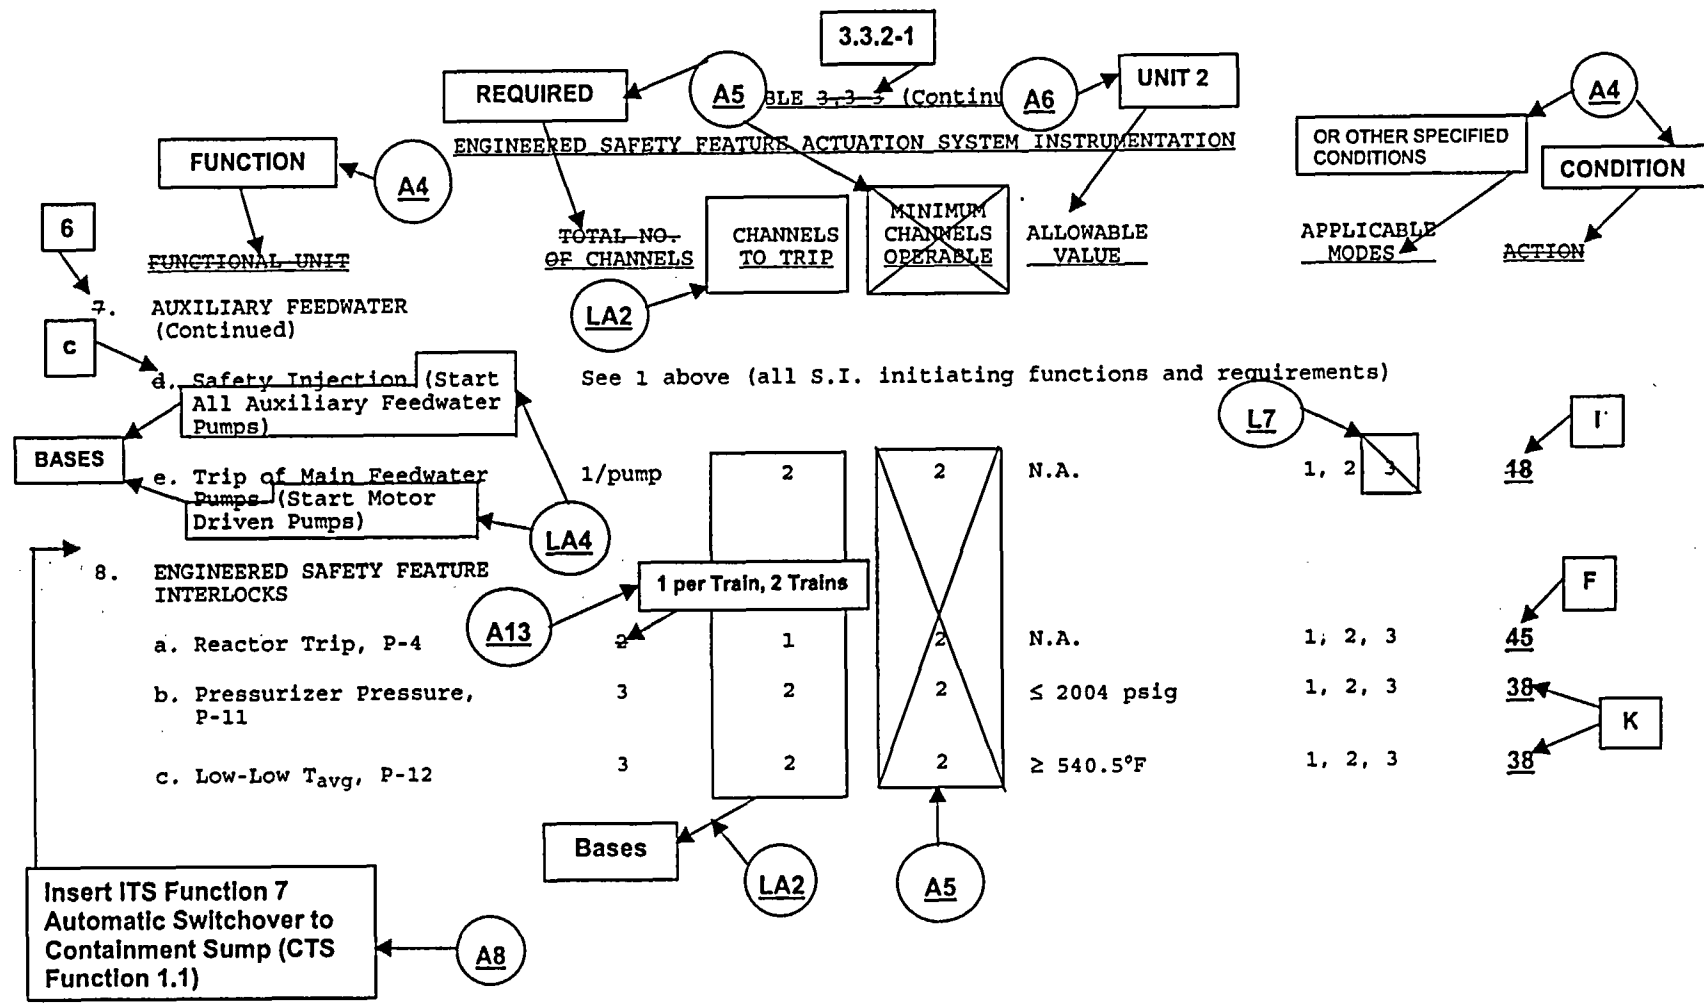 3.3.2-1
REQUIRED
A5
BLE 3.3-3 (Continu
A6
UNIT 2
A4
ENGINEERED SAFETY FEATURE ACTUATION SYSTEM INSTRUMENTATION
OR OTHER SPECIFIED
CONDITIONS
CONDITION
FUNCTION
A4
6
FUNCTIONAL UNIT
TOTAL NO.
OF CHANNELS
CHANNELS
TO TRIP
MINIMUM
CHANNELS
OPERABLE
ALLOWABLE
VALUE
APPLICABLE
MODES
ACTION
LA2
7. AUXILIARY FEEDWATER
(Continued)
c
d. Safety Injection (Start
All Auxiliary Feedwater
Pumps)
See 1 above (all S.I. initiating functions and requirements)
L7
I
BASES
e. Trip of Main Feedwater
Pumps (Start Motor
Driven Pumps)
1/pump 2 2 N.A. 1, 2 3 18
LA4
8. ENGINEERED SAFETY FEATURE
INTERLOCKS
1 per Train, 2 Trains
F
A13
a. Reactor Trip, P-4 2 1 2 N.A. 1, 2, 3 45
b. Pressurizer Pressure,
P-11
3 2 2 ≤ 2004 psig 1, 2, 3 38
K
c. Low-Low Tavg, P-12 3 2 2 ≥ 540.5°F 1, 2, 3 38
Bases
LA2
A5
Insert ITS Function 7
Automatic Switchover to
Containment Sump (CTS
Function 1.1)
A8